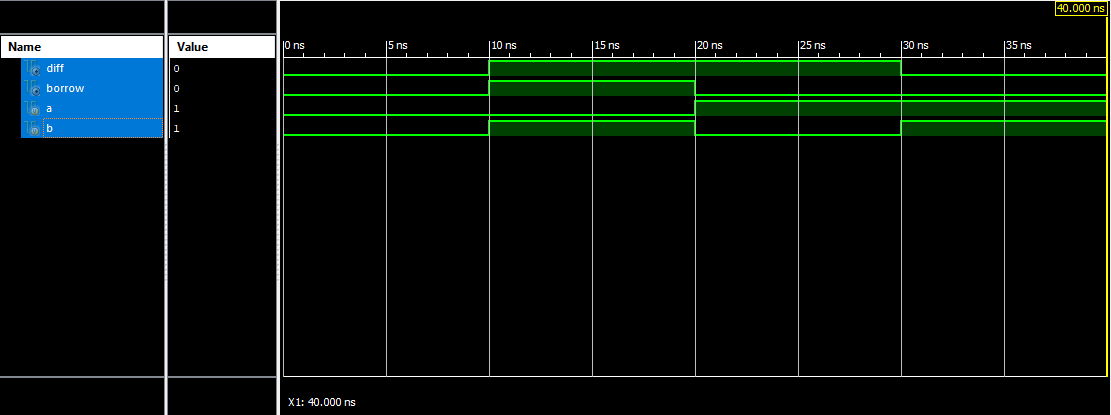 40.000 ns
Name Value
0 ns 5 ns 10 ns 15 ns 20 ns 25 ns 30 ns 35 ns
diff 0
borrow 0
a 1
b 1
X1: 40.000 ns